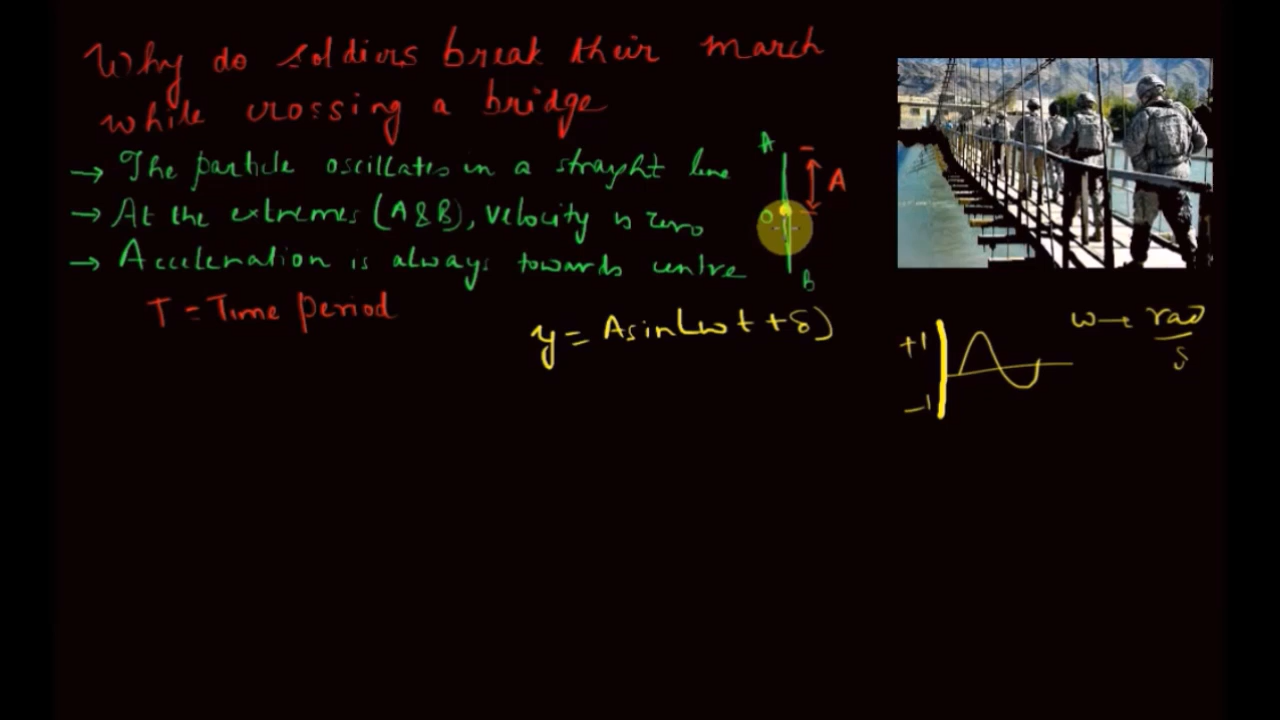 Why do soldiers break their march
while crossing a bridge
→ The particle oscillates in a straight line
→ At the extremes (A&B), velocity is zero
→ Acceleration is always towards centre
T = Time period
A
A
O
B
y = A sin(ωt + δ)
+1
-1
ω → rad/s